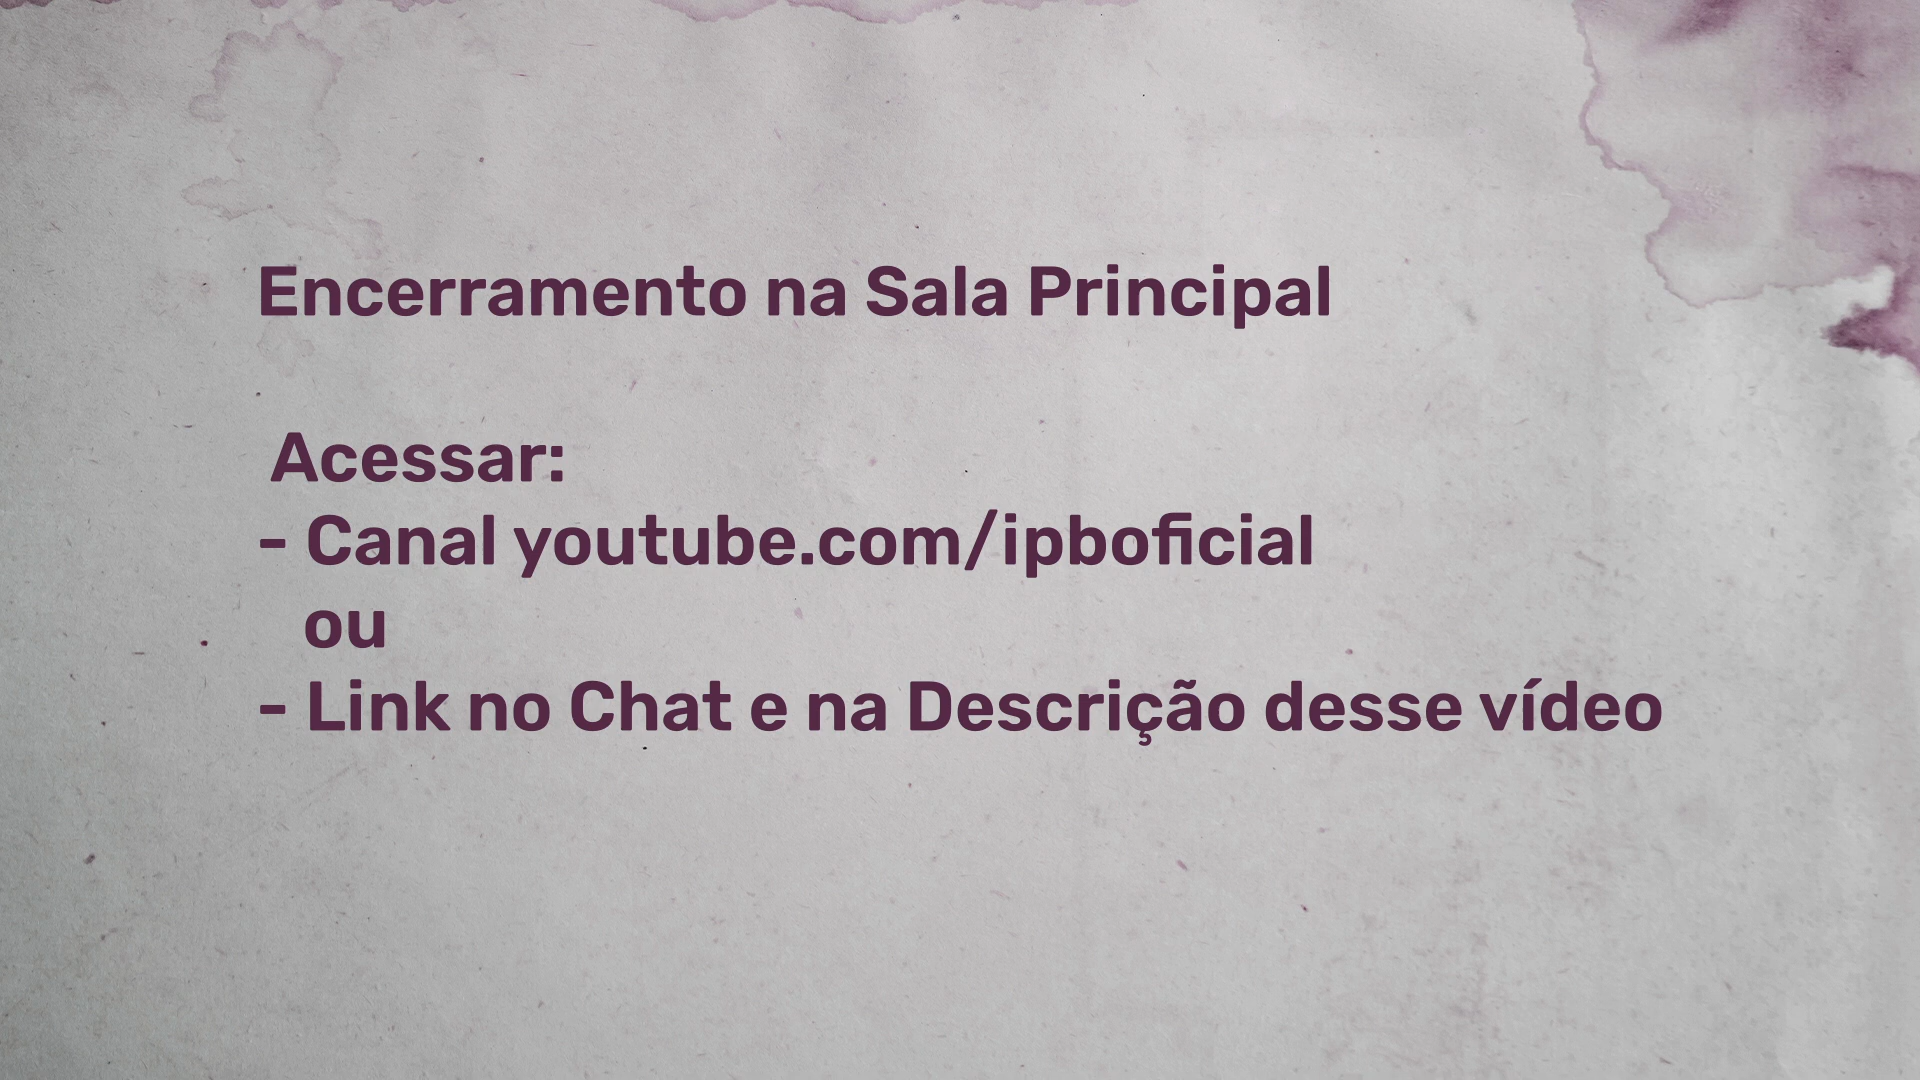 Encerramento na Sala Principal
Acessar:
- Canal youtube.com/ipboficial
ou
- Link no Chat e na Descrição desse vídeo